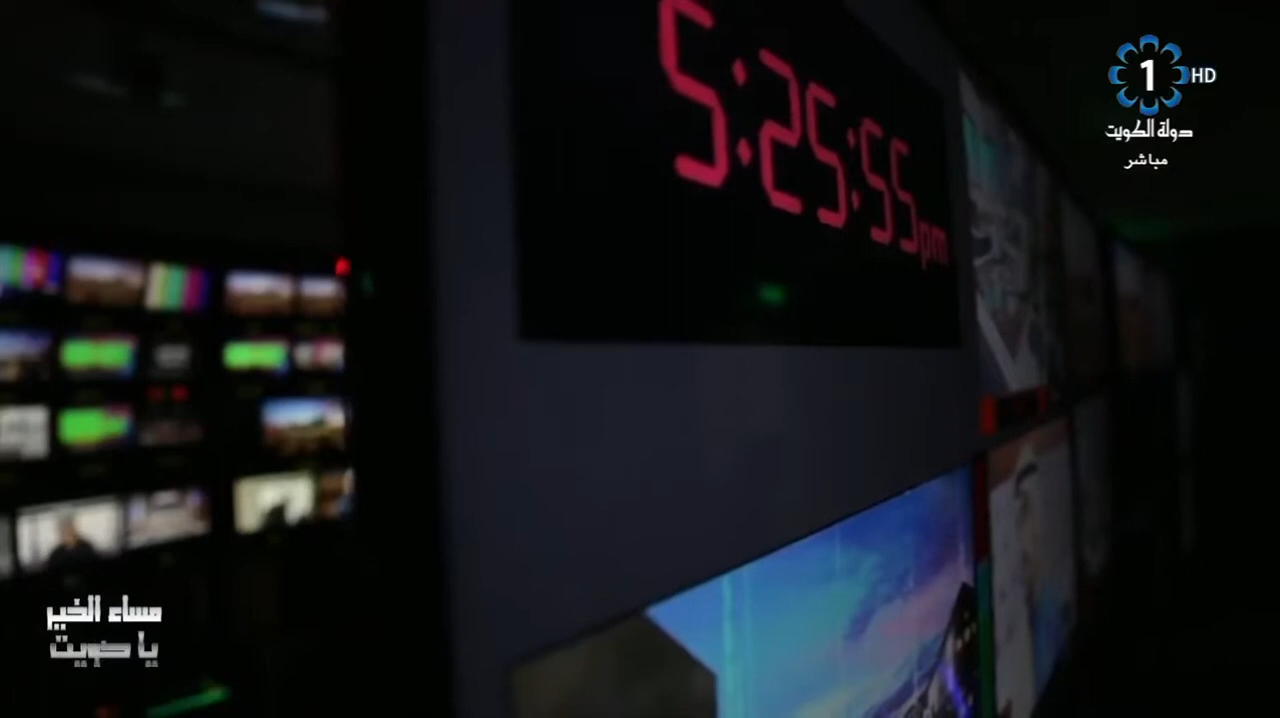 5:25:55pm
1 HD
دولة الكويت
مباشر
مساء الخير
يا كويت